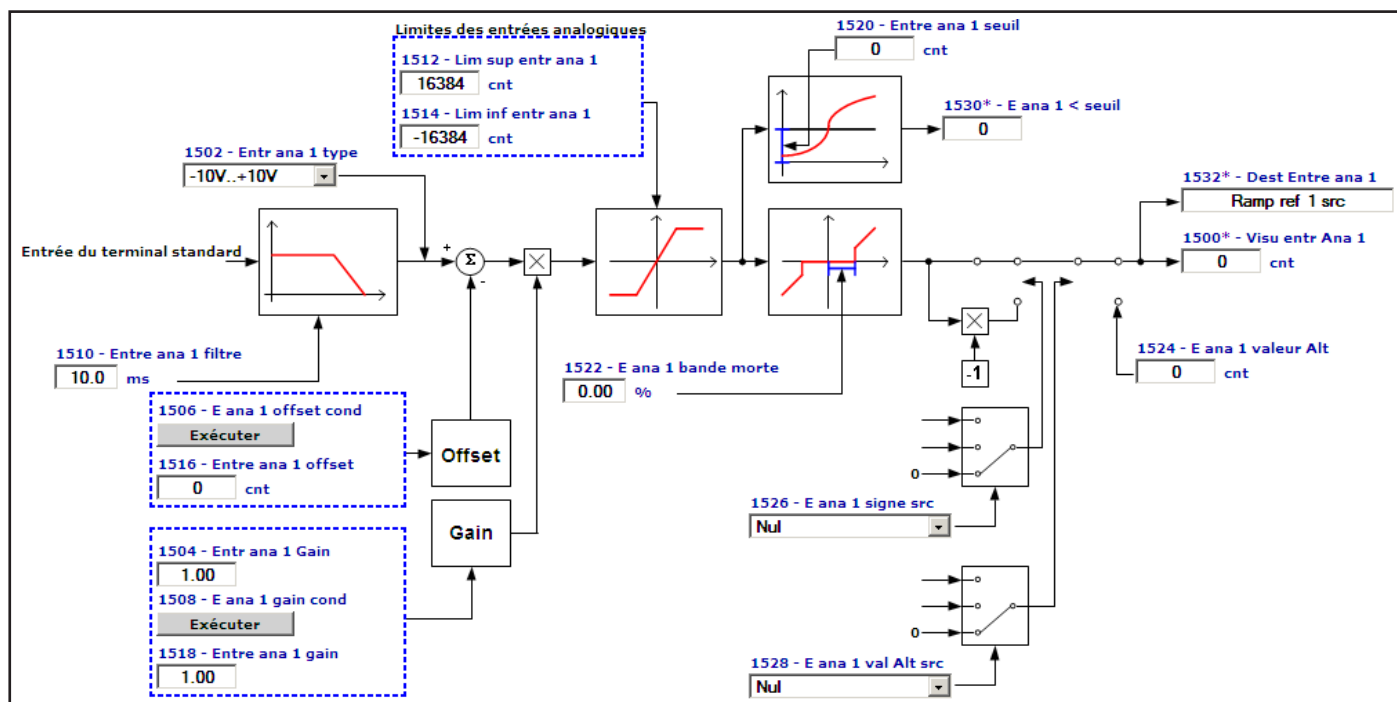 Limites des entrées analogiques
1512 - Lim sup entr ana 1
16384 cnt
1514 - Lim inf entr ana 1
-16384 cnt
1520 - Entre ana 1 seuil
0 cnt
1530* - E ana 1 < seuil
0
1502 - Entr ana 1 type
-10V..+10V
1532* - Dest Entre ana 1
Ramp ref 1 src
1500* - Visu entr Ana 1
0 cnt
Entrée du terminal standard
+
Σ
-
×
1510 - Entre ana 1 filtre
10.0 ms
1522 - E ana 1 bande morte
0.00 %
×
-1
1524 - E ana 1 valeur Alt
0 cnt
1506 - E ana 1 offset cond
Exécuter
1516 - Entre ana 1 offset
0 cnt
Offset
Gain
1504 - Entr ana 1 Gain
1.00
1508 - E ana 1 gain cond
Exécuter
1518 - Entre ana 1 gain
1.00
0
1526 - E ana 1 signe src
Nul
0
1528 - E ana 1 val Alt src
Nul